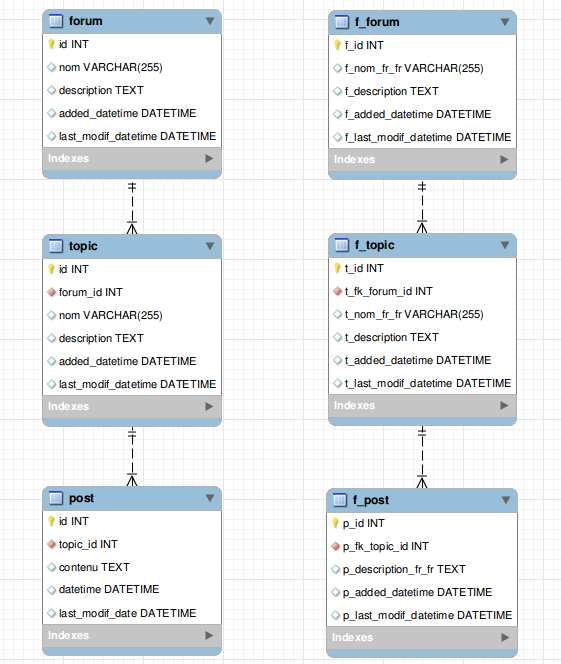 forum
id INT
nom VARCHAR(255)
description TEXT
added_datetime DATETIME
last_modif_datetime DATETIME
Indexes
topic
id INT
forum_id INT
nom VARCHAR(255)
description TEXT
added_datetime DATETIME
last_modif_datetime DATETIME
Indexes
post
id INT
topic_id INT
contenu TEXT
datetime DATETIME
last_modif_date DATETIME
Indexes
f_forum
f_id INT
f_nom_fr_fr VARCHAR(255)
f_description TEXT
f_added_datetime DATETIME
f_last_modif_datetime DATETIME
Indexes
f_topic
t_id INT
t_fk_forum_id INT
t_nom_fr_fr VARCHAR(255)
t_description TEXT
t_added_datetime DATETIME
t_last_modif_datetime DATETIME
Indexes
f_post
p_id INT
p_fk_topic_id INT
p_description_fr_fr TEXT
p_added_datetime DATETIME
p_last_modif_datetime DATETIME
Indexes